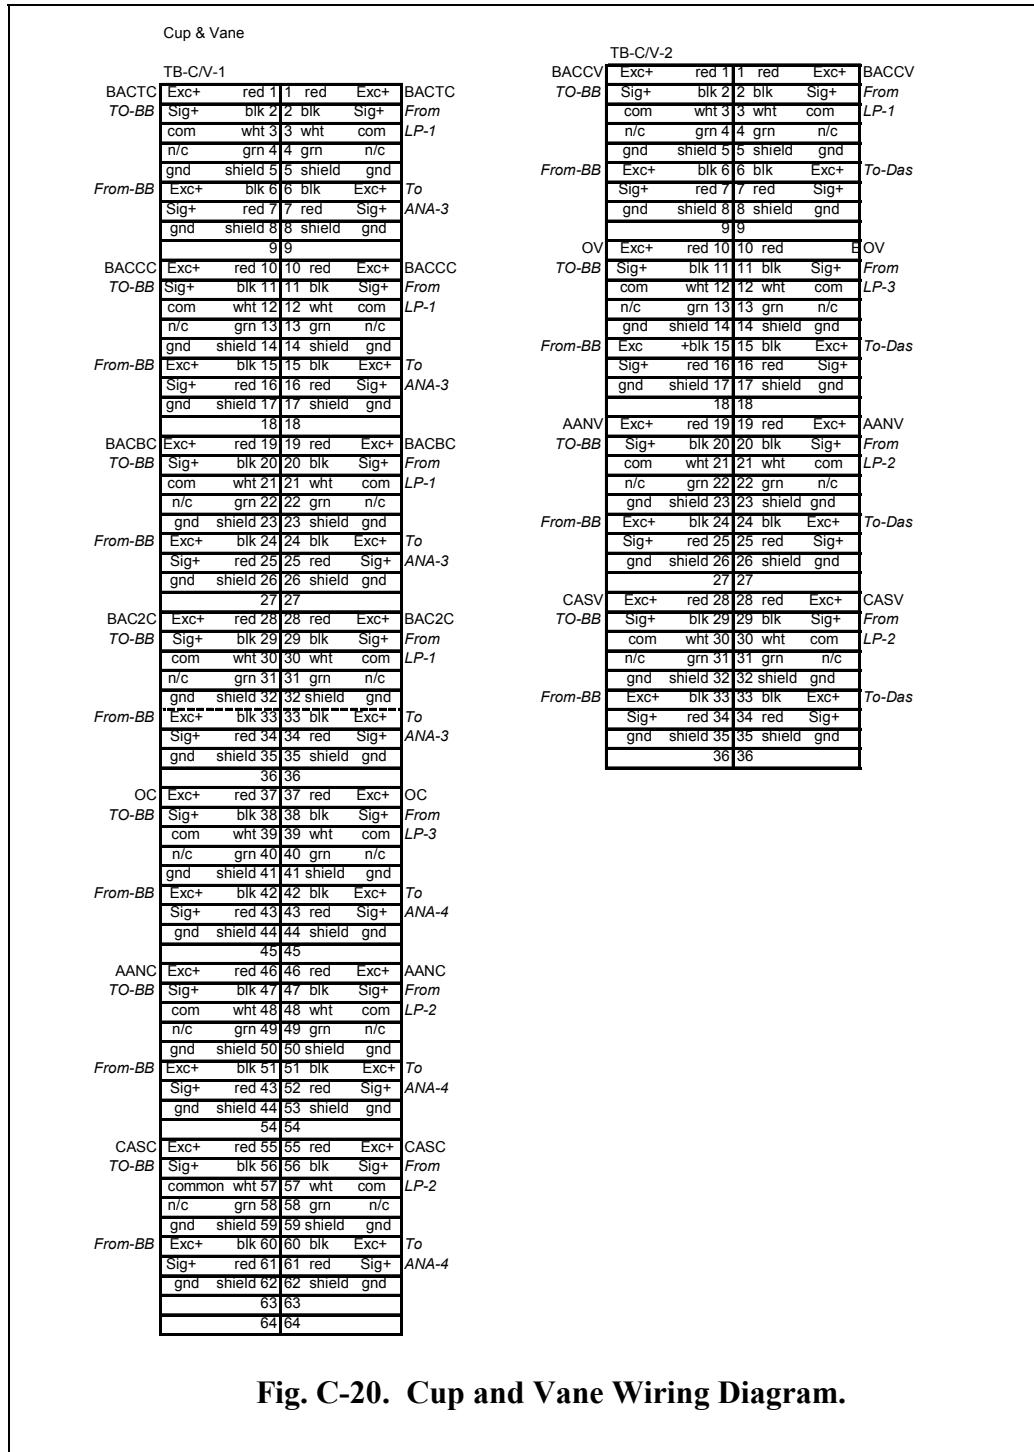 Cup & Vane
TB-C/V-1
BACTC Exc+ red 1 1 red Exc+ BACTC
TO-BB Sig+ blk 2 2 blk Sig+ From
com wht 3 3 wht com LP-1
n/c grn 4 4 grn n/c
gnd shield 5 5 shield gnd
From-BB Exc+ blk 6 6 blk Exc+ To
Sig+ red 7 7 red Sig+ ANA-3
gnd shield 8 8 shield gnd
9 9
BACCC Exc+ red 10 10 red Exc+ BACCC
TO-BB Sig+ blk 11 11 blk Sig+ From
com wht 12 12 wht com LP-1
n/c grn 13 13 grn n/c
gnd shield 14 14 shield gnd
From-BB Exc+ blk 15 15 blk Exc+ To
Sig+ red 16 16 red Sig+ ANA-3
gnd shield 17 17 shield gnd
18 18
BACBC Exc+ red 19 19 red Exc+ BACBC
TO-BB Sig+ blk 20 20 blk Sig+ From
com wht 21 21 wht com LP-1
n/c grn 22 22 grn n/c
gnd shield 23 23 shield gnd
From-BB Exc+ blk 24 24 blk Exc+ To
Sig+ red 25 25 red Sig+ ANA-3
gnd shield 26 26 shield gnd
27 27
BAC2C Exc+ red 28 28 red Exc+ BAC2C
TO-BB Sig+ blk 29 29 blk Sig+ From
com wht 30 30 wht com LP-1
n/c grn 31 31 grn n/c
gnd shield 32 32 shield gnd
From-BB Exc+ blk 33 33 blk Exc+ To
Sig+ red 34 34 red Sig+ ANA-3
gnd shield 35 35 shield gnd
36 36
OC Exc+ red 37 37 red Exc+ OC
TO-BB Sig+ blk 38 38 blk Sig+ From
com wht 39 39 wht com LP-3
n/c grn 40 40 grn n/c
gnd shield 41 41 shield gnd
From-BB Exc+ blk 42 42 blk Exc+ To
Sig+ red 43 43 red Sig+ ANA-4
gnd shield 44 44 shield gnd
45 45
AANC Exc+ red 46 46 red Exc+ AANC
TO-BB Sig+ blk 47 47 blk Sig+ From
com wht 48 48 wht com LP-2
n/c grn 49 49 grn n/c
gnd shield 50 50 shield gnd
From-BB Exc+ blk 51 51 blk Exc+ To
Sig+ red 43 52 red Sig+ ANA-4
gnd shield 44 53 shield gnd
54 54
CASC Exc+ red 55 55 red Exc+ CASC
TO-BB Sig+ blk 56 56 blk Sig+ From
common wht 57 57 wht com LP-2
n/c grn 58 58 grn n/c
gnd shield 59 59 shield gnd
From-BB Exc+ blk 60 60 blk Exc+ To
Sig+ red 61 61 red Sig+ ANA-4
gnd shield 62 62 shield gnd
63 63
64 64
TB-C/V-2
BACCV Exc+ red 1 1 red Exc+ BACCV
TO-BB Sig+ blk 2 2 blk Sig+ From
com wht 3 3 wht com LP-1
n/c grn 4 4 grn n/c
gnd shield 5 5 shield gnd
From-BB Exc+ blk 6 6 blk Exc+ To-Das
Sig+ red 7 7 red Sig+
gnd shield 8 8 shield gnd
9 9
OV Exc+ red 10 10 red E OV
TO-BB Sig+ blk 11 11 blk Sig+ From
com wht 12 12 wht com LP-3
n/c grn 13 13 grn n/c
gnd shield 14 14 shield gnd
From-BB Exc +blk 15 15 blk Exc+ To-Das
Sig+ red 16 16 red Sig+
gnd shield 17 17 shield gnd
18 18
AANV Exc+ red 19 19 red Exc+ AANV
TO-BB Sig+ blk 20 20 blk Sig+ From
com wht 21 21 wht com LP-2
n/c grn 22 22 grn n/c
gnd shield 23 23 shield gnd
From-BB Exc+ blk 24 24 blk Exc+ To-Das
Sig+ red 25 25 red Sig+
gnd shield 26 26 shield gnd
27 27
CASV Exc+ red 28 28 red Exc+ CASV
TO-BB Sig+ blk 29 29 blk Sig+ From
com wht 30 30 wht com LP-2
n/c grn 31 31 grn n/c
gnd shield 32 32 shield gnd
From-BB Exc+ blk 33 33 blk Exc+ To-Das
Sig+ red 34 34 red Sig+
gnd shield 35 35 shield gnd
36 36
Fig. C-20. Cup and Vane Wiring Diagram.